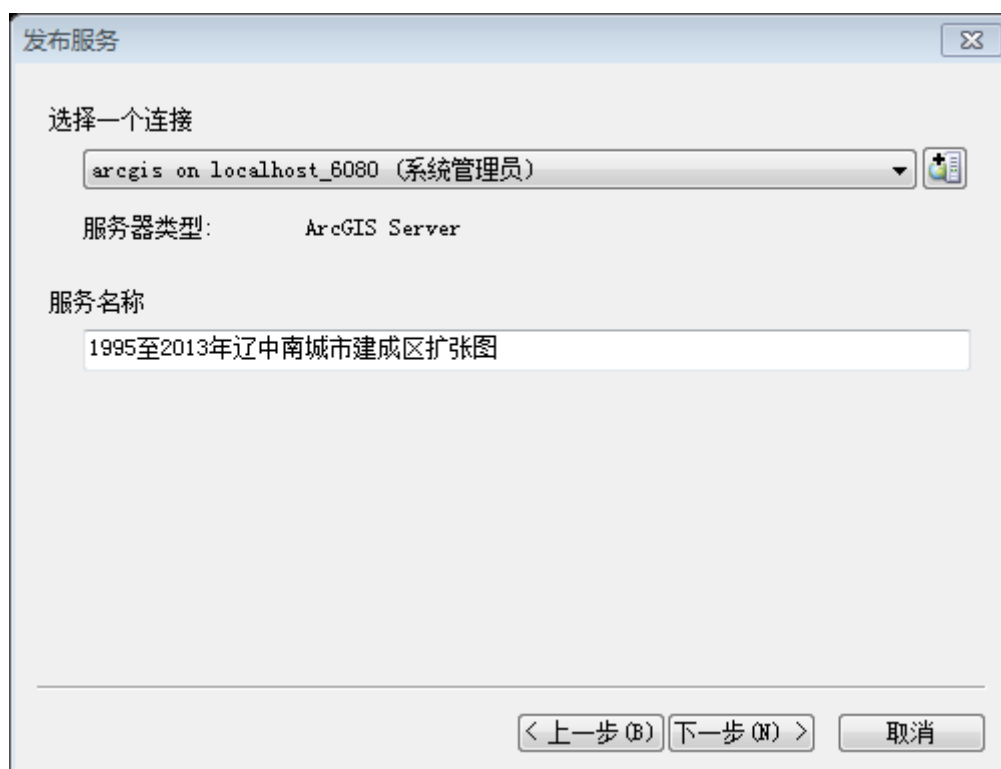 发布服务
选择一个连接
arcgis on localhost_6080 (系统管理员)
服务器类型: ArcGIS Server
服务名称
1995至2013年辽中南城市建成区扩张图
< 上一步(B) 下一步(N) > 取消